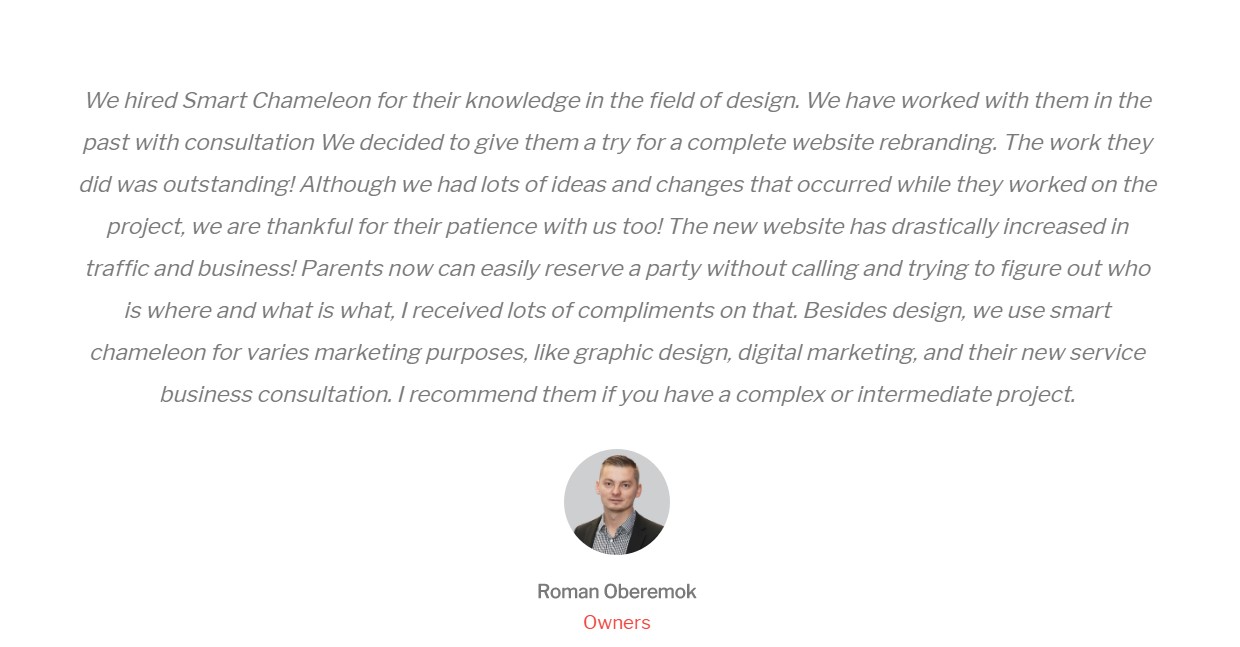 We hired Smart Chameleon for their knowledge in the field of design. We have worked with them in the
past with consultation We decided to give them a try for a complete website rebranding. The work they
did was outstanding! Although we had lots of ideas and changes that occurred while they worked on the
project, we are thankful for their patience with us too! The new website has drastically increased in
traffic and business! Parents now can easily reserve a party without calling and trying to figure out who
is where and what is what, I received lots of compliments on that. Besides design, we use smart
chameleon for varies marketing purposes, like graphic design, digital marketing, and their new service
business consultation. I recommend them if you have a complex or intermediate project.
Roman Oberemok
Owners